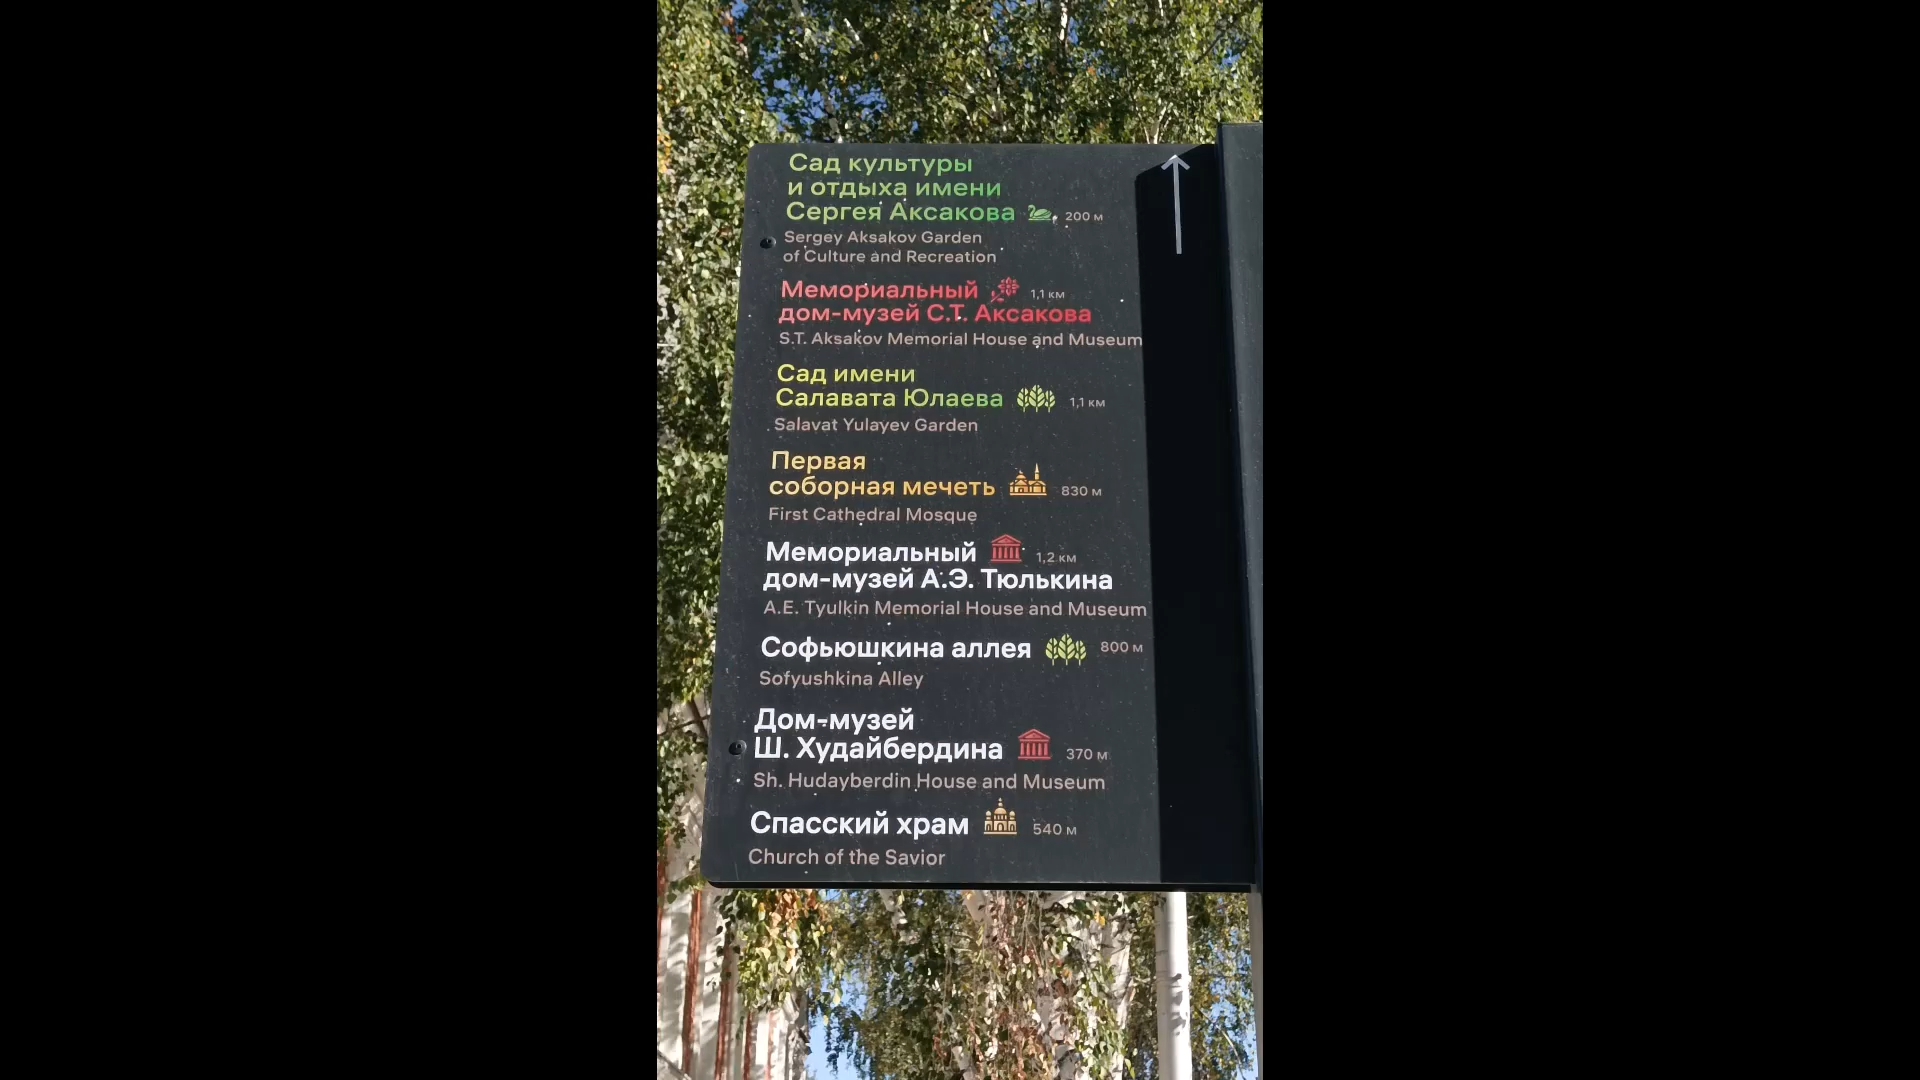 Сад культуры
и отдыха имени
Сергея Аксакова 200 м
Sergey Aksakov Garden
of Culture and Recreation
Мемориальный 1,1 км
дом-музей С.Т. Аксакова
S.T. Aksakov Memorial House and Museum
Сад имени
Салавата Юлаева 1,1 км
Salavat Yulayev Garden
Первая
соборная мечеть 830 м
First Cathedral Mosque
Мемориальный 1,2 км
дом-музей А.Э. Тюлькина
A.E. Tyulkin Memorial House and Museum
Софьюшкина аллея 800 м
Sofyushkina Alley
Дом-музей
Ш. Худайбердина 370 м
Sh. Hudayberdin House and Museum
Спасский храм 540 м
Church of the Savior